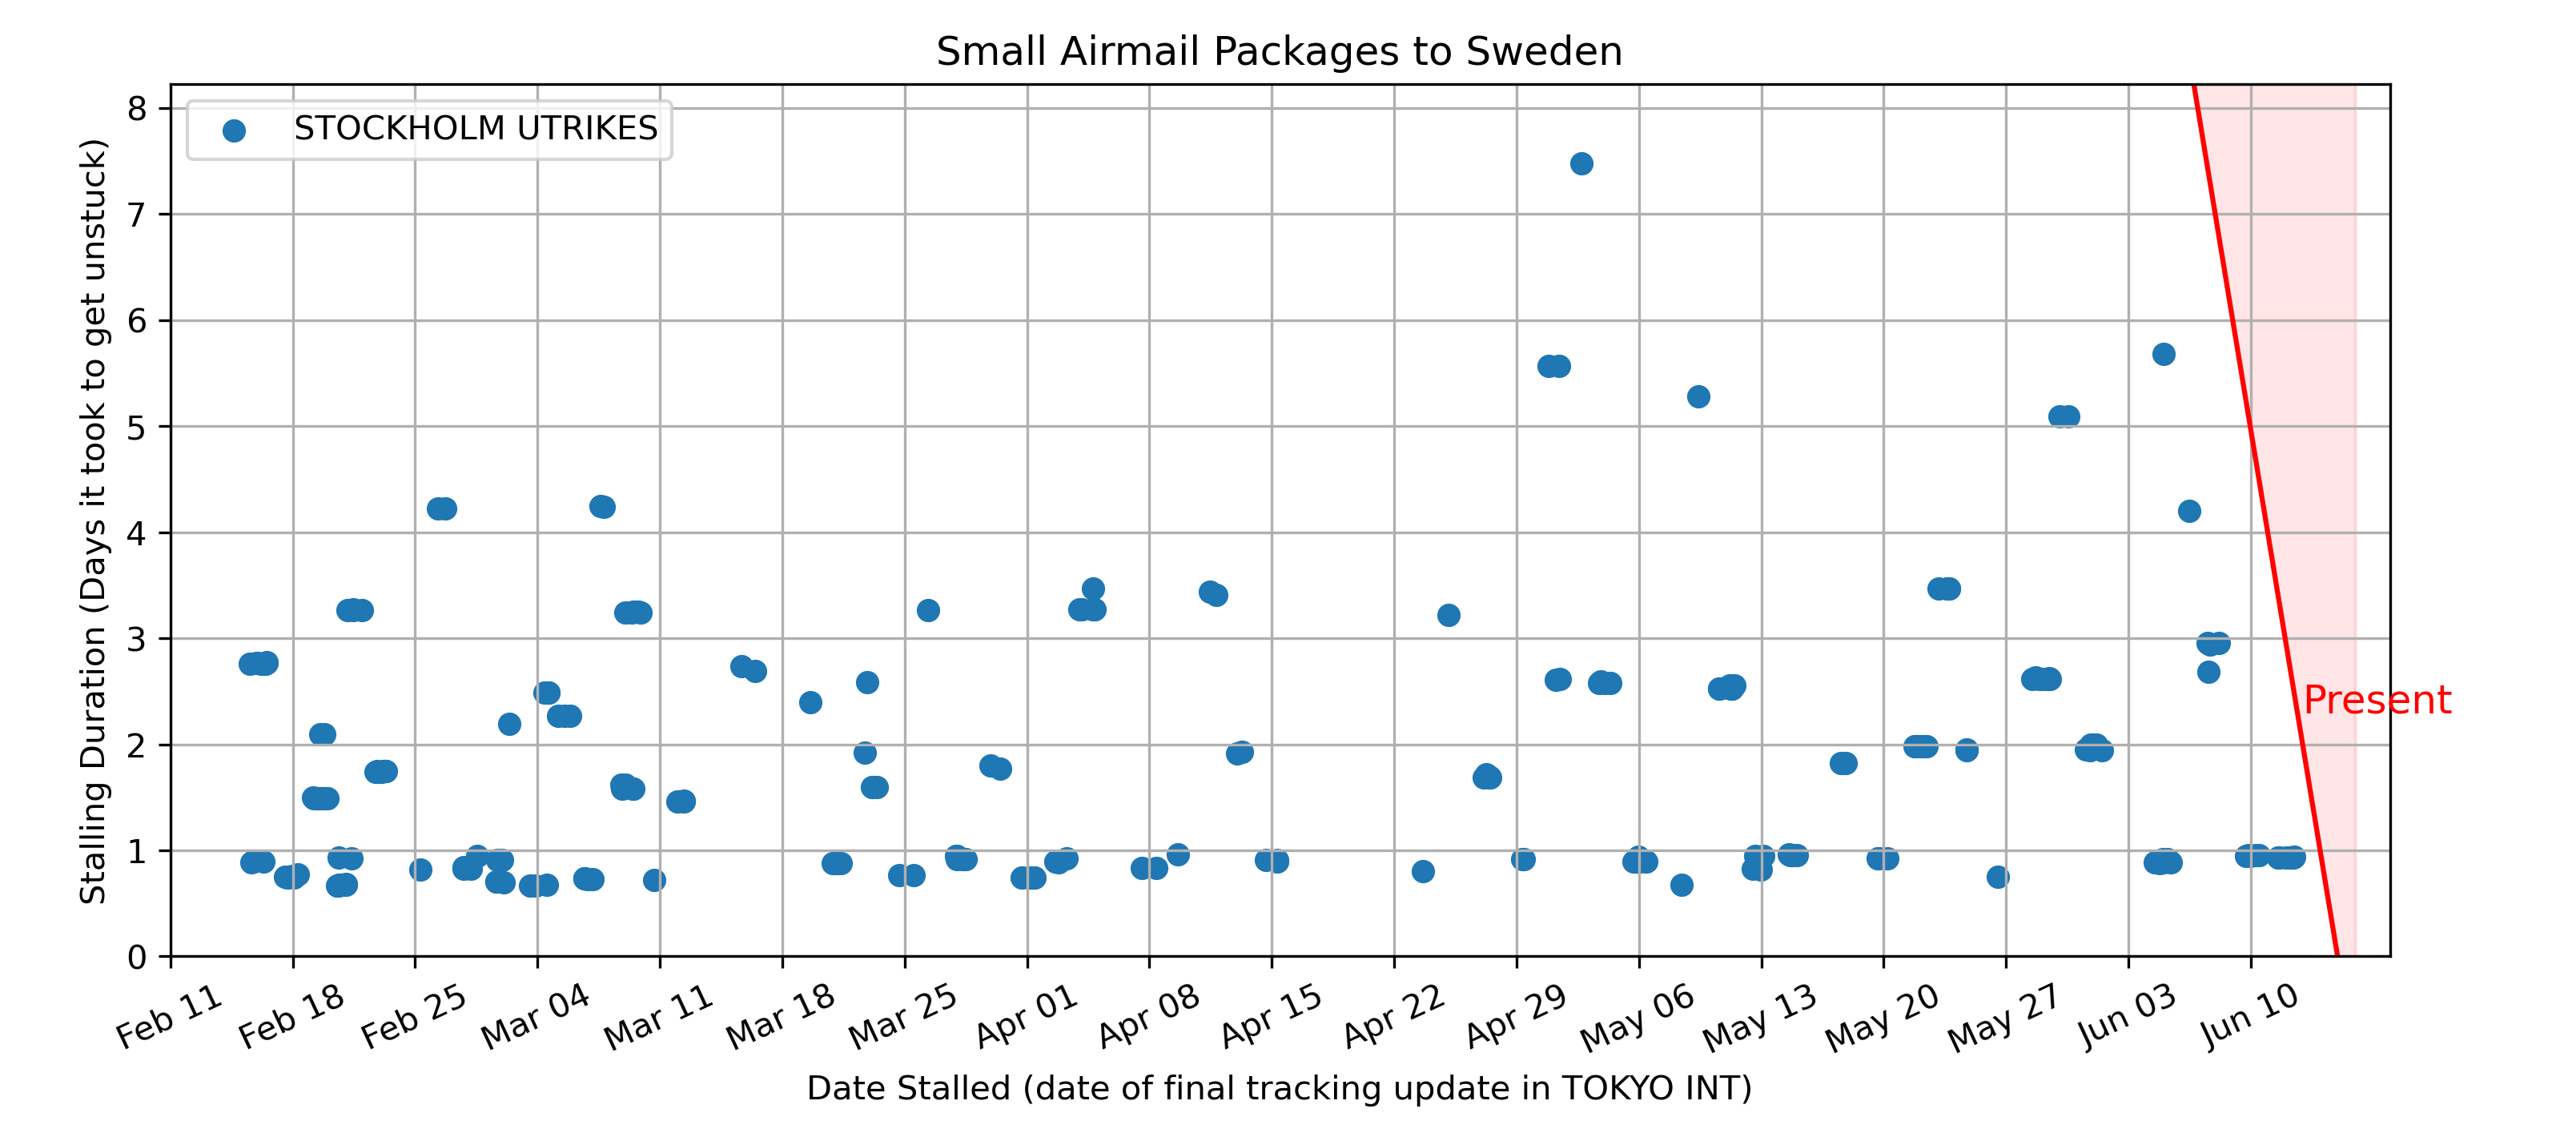 Small Airmail Packages to Sweden
STOCKHOLM UTRIKES
Stalling Duration (Days it took to get unstuck)
8
7
6
5
4
3
2
1
0
Present
Feb 11
Feb 18
Feb 25
Mar 04
Mar 11
Mar 18
Mar 25
Apr 01
Apr 08
Apr 15
Apr 22
Apr 29
May 06
May 13
May 20
May 27
Jun 03
Jun 10
Date Stalled (date of final tracking update in TOKYO INT)